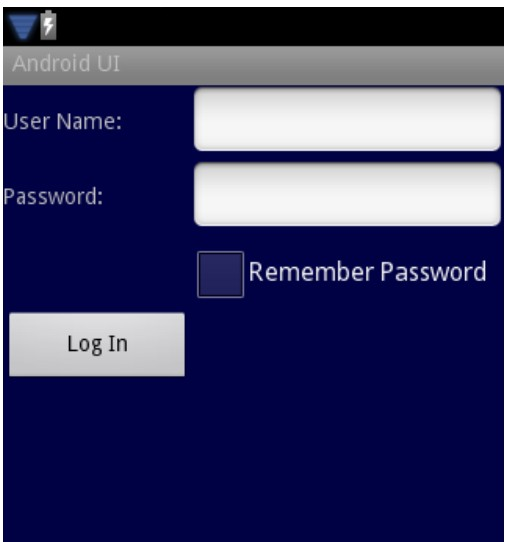 Android UI
User Name:
Password:
Remember Password
Log In